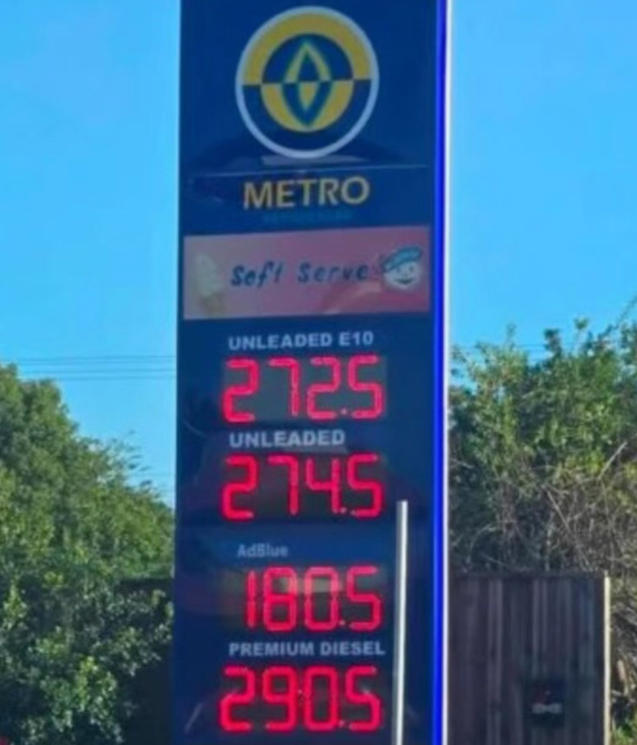 METRO
Soft Serve
UNLEADED E10
272.5
UNLEADED
274.5
AdBlue
180.5
PREMIUM DIESEL
290.5